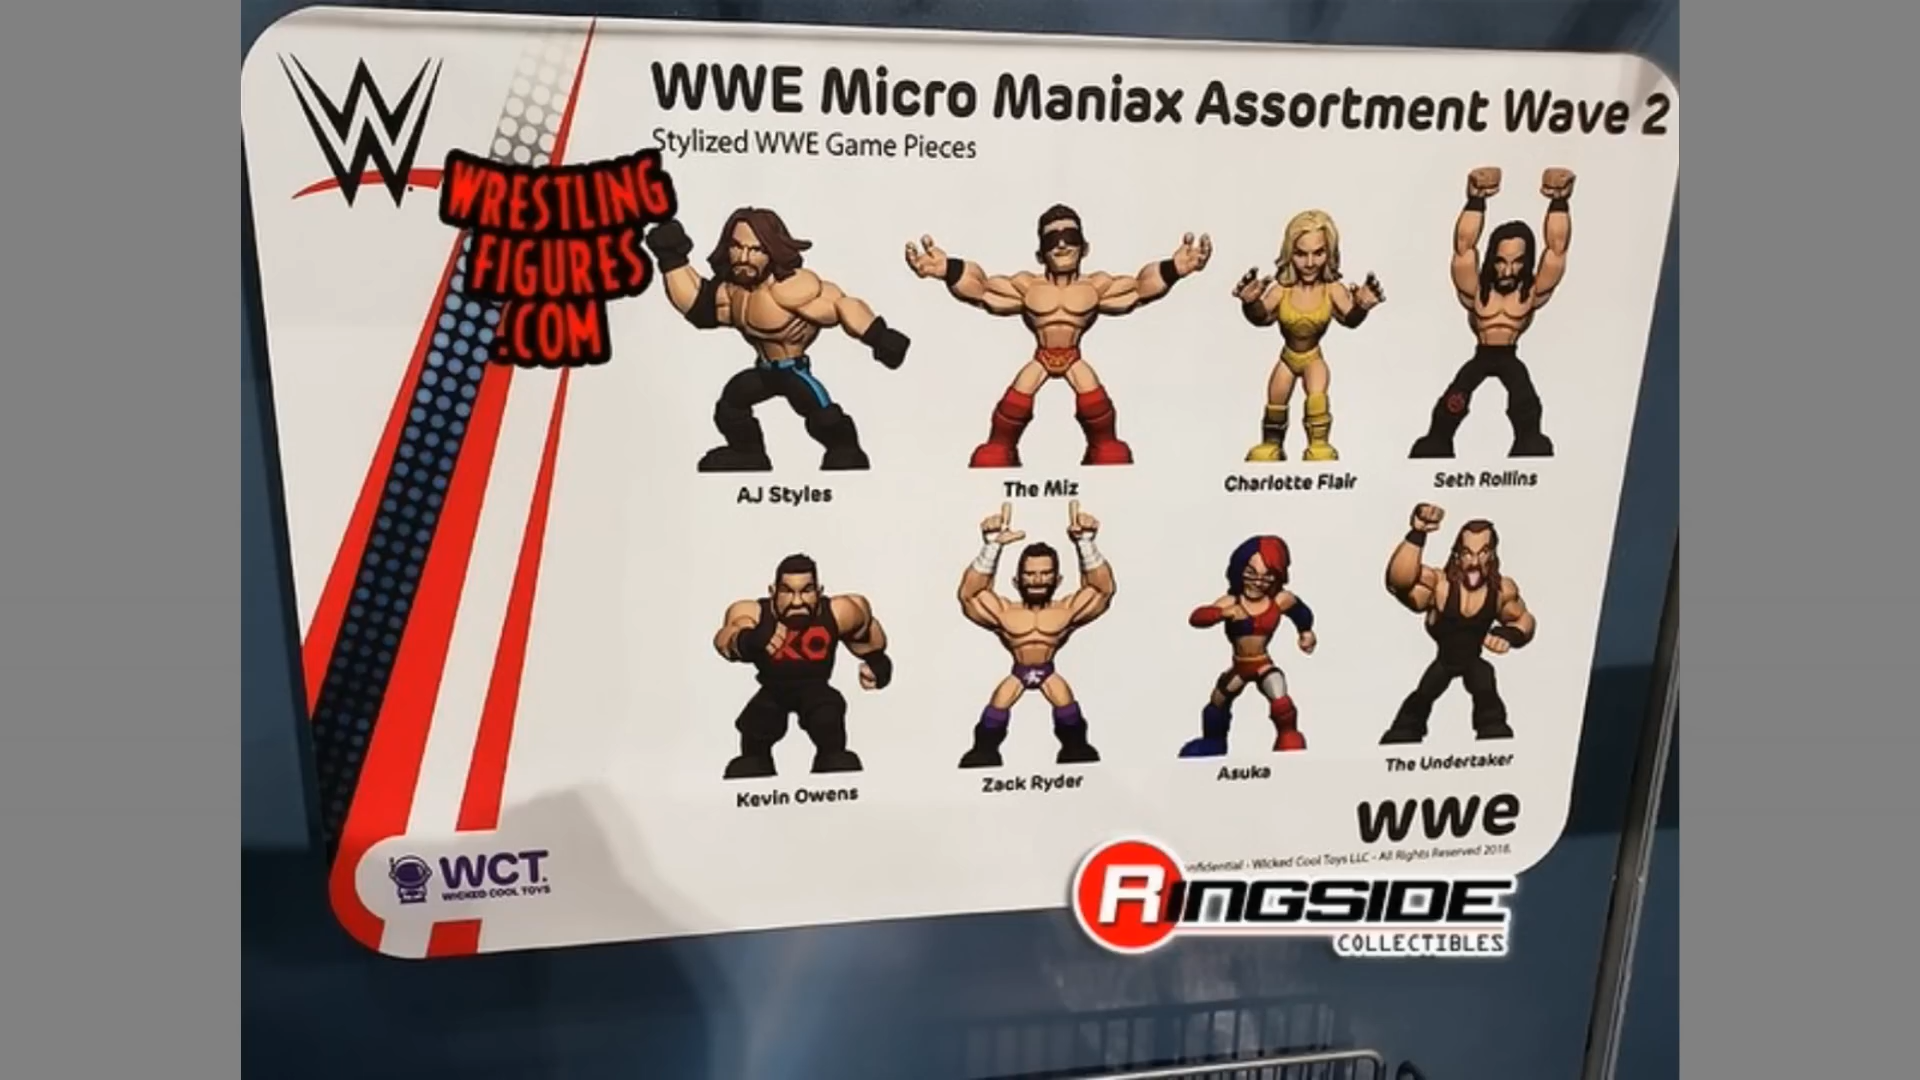 W
WWE Micro Maniax Assortment Wave 2
Stylized WWE Game Pieces
WRESTLING
FIGURES
.COM
AJ Styles
The Miz
Charlotte Flair
Seth Rollins
KO
Kevin Owens
Zack Ryder
Asuka
The Undertaker
wwe
- Wicked Cool Toys LLC - All Rights Reserved 2018.
WCT.
WICKED COOL TOYS
RINGSIDE
COLLECTIBLES